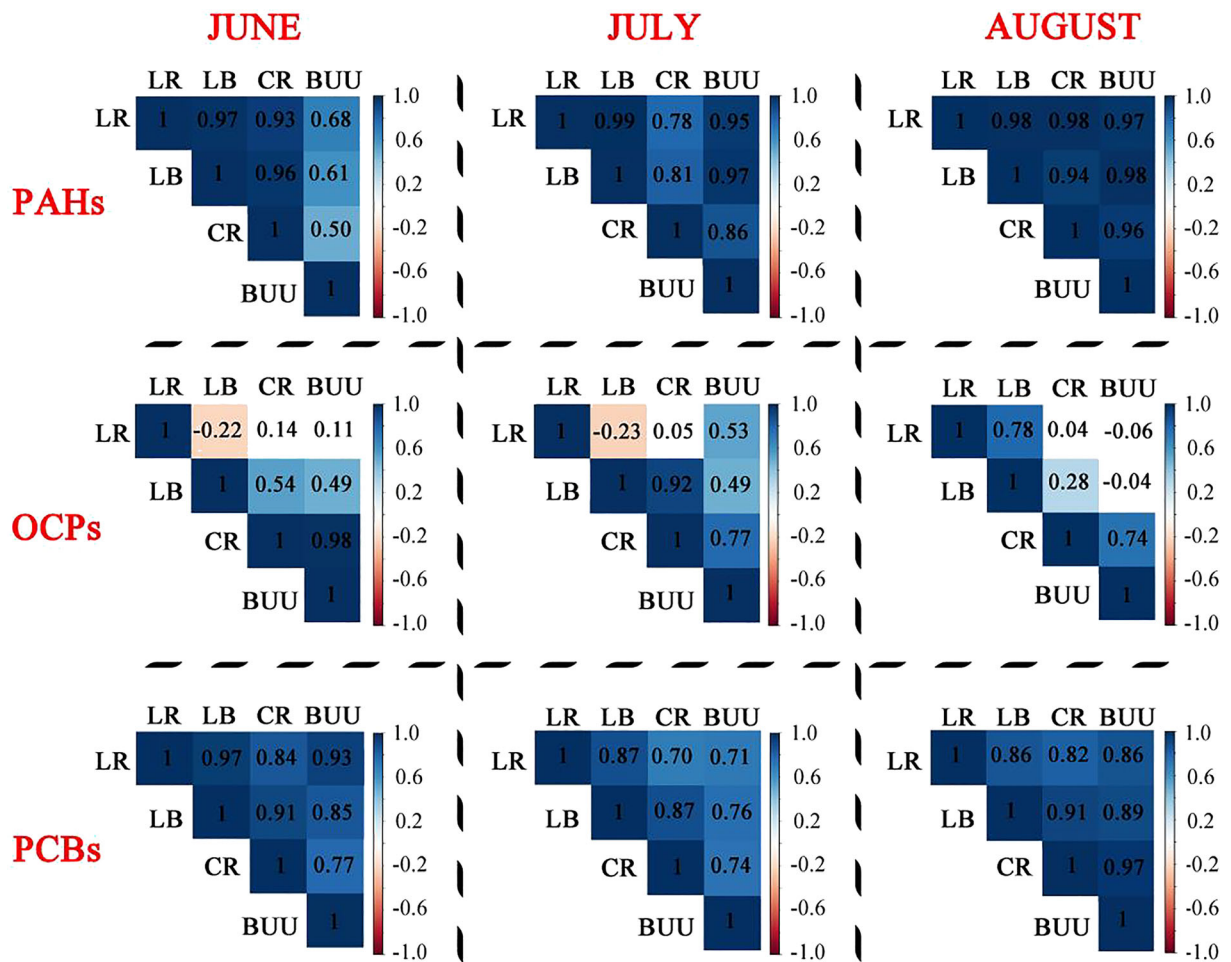 JUNE JULY AUGUST
LR LB CR BUU LR LB CR BUU LR LB CR BUU
LR 1 0.97 0.93 0.68 1.0 LR 1 0.99 0.78 0.95 1.0 LR 1 0.98 0.98 0.97 1.0
0.6 0.6 0.6
PAHs LB 1 0.96 0.61 0.2 LB 1 0.81 0.97 0.2 LB 1 0.94 0.98 0.2
CR 1 0.50 -0.2 CR 1 0.86 -0.2 CR 1 0.96 -0.2
-0.6 -0.6 -0.6
BUU 1 -1.0 BUU 1 -1.0 BUU 1 -1.0
LR LB CR BUU LR LB CR BUU LR LB CR BUU
LR 1 -0.22 0.14 0.11 1.0 LR 1 -0.23 0.05 0.53 1.0 LR 1 0.78 0.04 -0.06 1.0
0.6 0.6 0.6
LB 1 0.54 0.49 0.2 LB 1 0.92 0.49 0.2 LB 1 0.28 -0.04 0.2
OCPs CR 1 0.98 -0.2 CR 1 0.77 -0.2 CR 1 0.74 -0.2
-0.6 -0.6 -0.6
BUU 1 -1.0 BUU 1 -1.0 BUU 1 -1.0
LR LB CR BUU LR LB CR BUU LR LB CR BUU
LR 1 0.97 0.84 0.93 1.0 LR 1 0.87 0.70 0.71 1.0 LR 1 0.86 0.82 0.86 1.0
0.6 0.6 0.6
LB 1 0.91 0.85 0.2 LB 1 0.87 0.76 0.2 LB 1 0.91 0.89 0.2
PCBs CR 1 0.77 -0.2 CR 1 0.74 -0.2 CR 1 0.97 -0.2
-0.6 -0.6 -0.6
BUU 1 -1.0 BUU 1 -1.0 BUU 1 -1.0